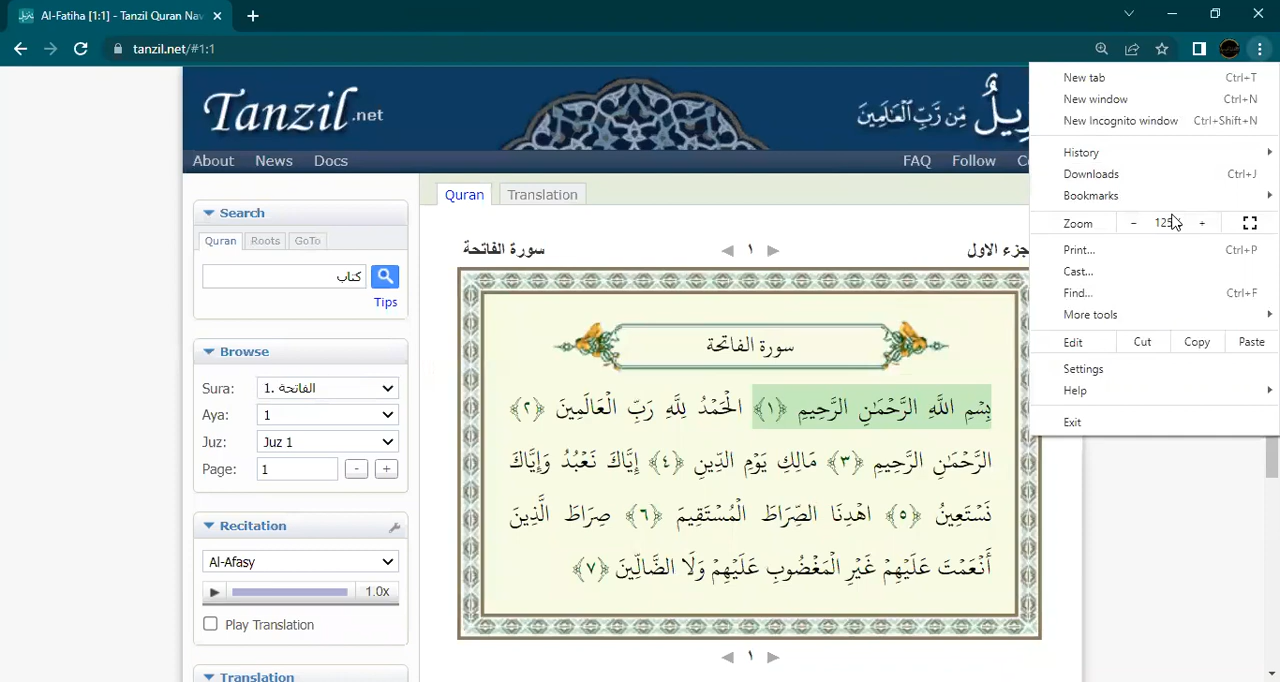 Al-Fatiha [1:1] - Tanzil Quran Nav
tanzil.net/#1:1
Tanzil.net
مِّن رَّبِّ الْعَالَمِينَ
About News Docs
FAQ Follow
Search
Quran Roots GoTo
كتاب
Tips
Browse
Sura: 1. الفاتحة
Aya: 1
Juz: Juz 1
Page: 1 - +
Recitation
Al-Afasy
1.0x
Play Translation
Translation
Quran Translation
سورة الفاتحة
١
جزء الاول
سورة الفاتحة
بِسْمِ اللَّهِ الرَّحْمَٰنِ الرَّحِيمِ ﴿١﴾ الْحَمْدُ لِلَّهِ رَبِّ الْعَالَمِينَ ﴿٢﴾
الرَّحْمَٰنِ الرَّحِيمِ ﴿٣﴾ مَالِكِ يَوْمِ الدِّينِ ﴿٤﴾ إِيَّاكَ نَعْبُدُ وَإِيَّاكَ
نَسْتَعِينُ ﴿٥﴾ اهْدِنَا الصِّرَاطَ الْمُسْتَقِيمَ ﴿٦﴾ صِرَاطَ الَّذِينَ
أَنْعَمْتَ عَلَيْهِمْ غَيْرِ الْمَغْضُوبِ عَلَيْهِمْ وَلَا الضَّالِّينَ ﴿٧﴾
١
New tab Ctrl+T
New window Ctrl+N
New Incognito window Ctrl+Shift+N
History
Downloads Ctrl+J
Bookmarks
Zoom - 125 +
Print... Ctrl+P
Cast...
Find... Ctrl+F
More tools
Edit Cut Copy Paste
Settings
Help
Exit